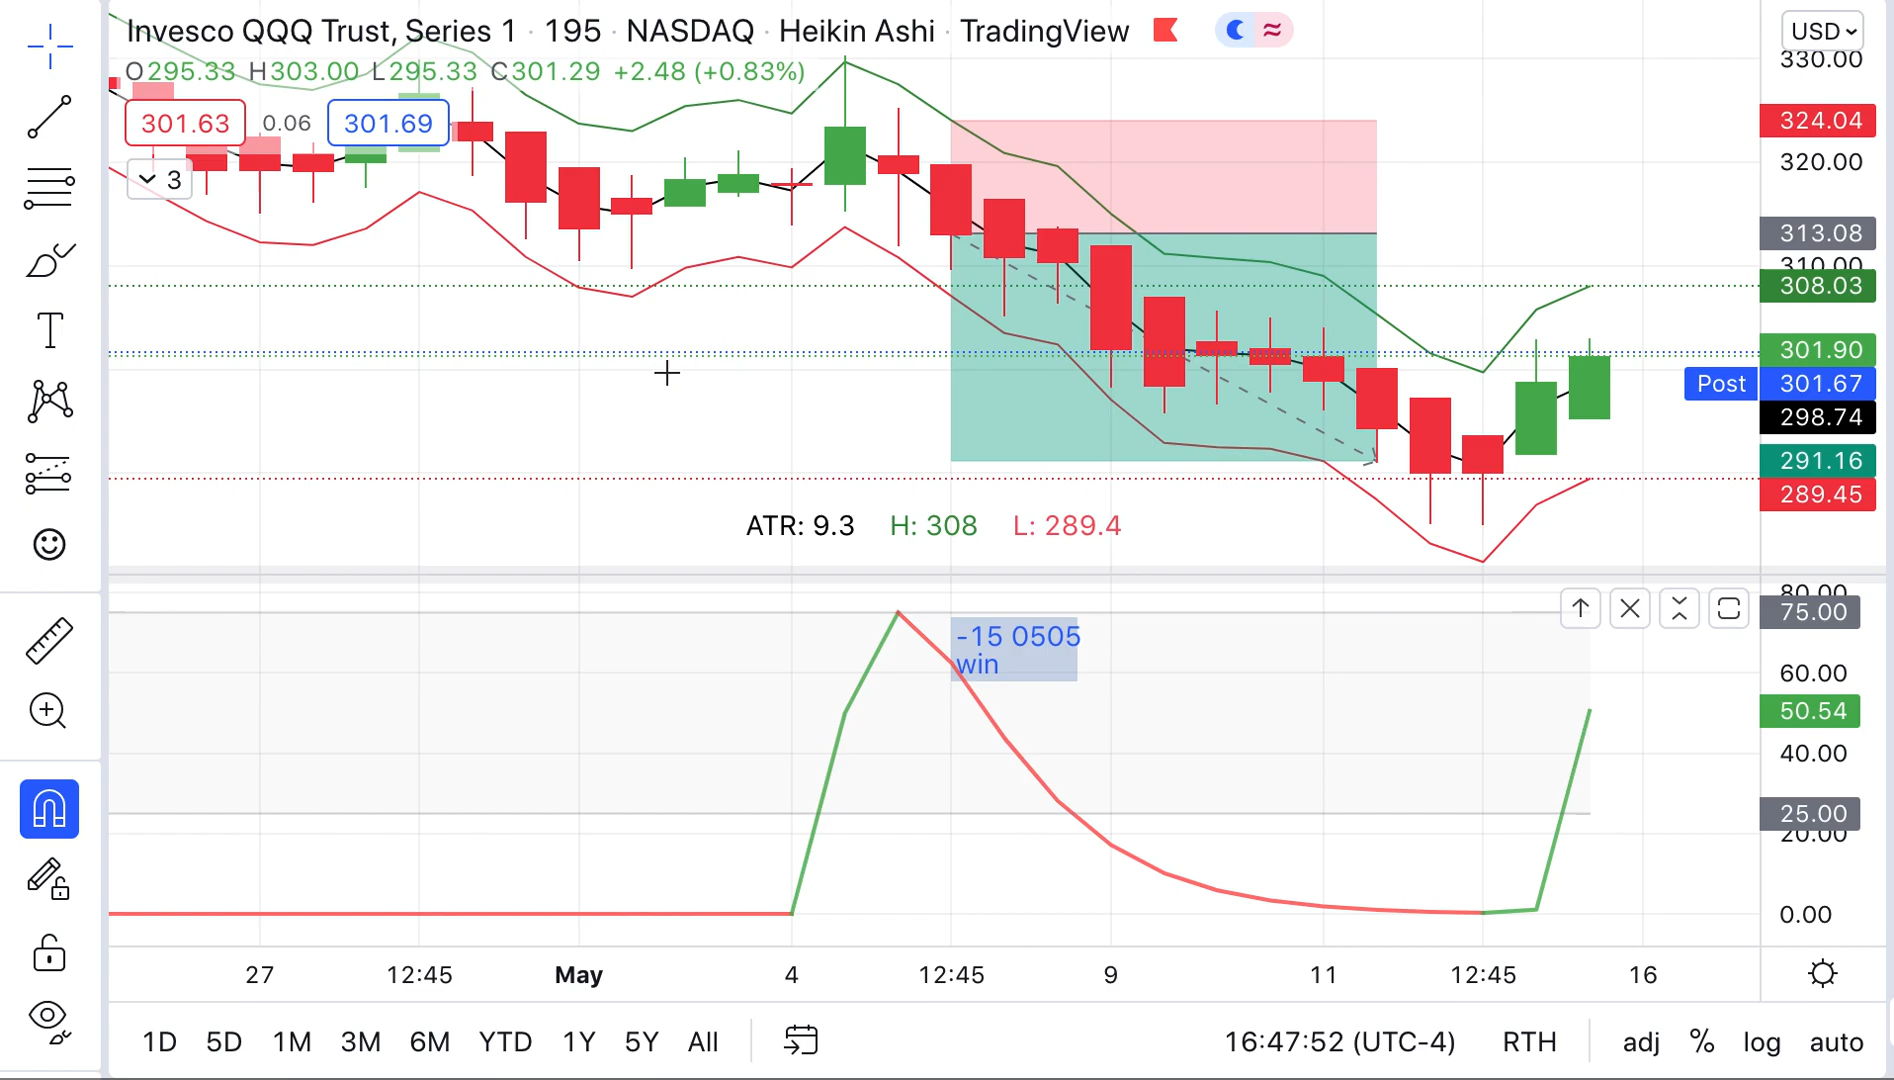 Invesco QQQ Trust, Series 1 · 195 · NASDAQ · Heikin Ashi · TradingView
O295.33 H303.00 L295.33 C301.29 +2.48 (+0.83%)
301.63 0.06 301.69
3
USD
330.00
324.04
320.00
313.08
310.00
308.03
301.90
Post 301.67
298.74
291.16
289.45
ATR: 9.3 H: 308 L: 289.4
80.00
75.00
-15 0505
win
60.00
50.54
40.00
25.00
20.00
0.00
27 12:45 May 4 12:45 9 11 12:45 16
1D 5D 1M 3M 6M YTD 1Y 5Y All 16:47:52 (UTC-4) RTH adj % log auto